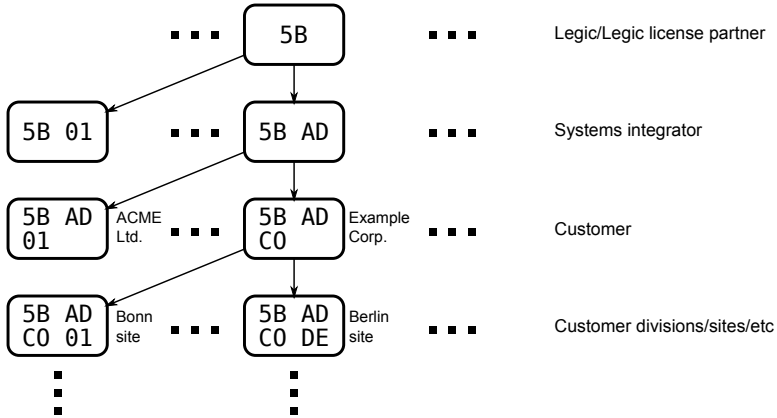 5B
Legic/Legic license partner
5B 01
5B AD
Systems integrator
5B AD
01
ACME
Ltd.
5B AD
C0
Example
Corp.
Customer
5B AD
C0 01
Bonn
site
5B AD
C0 DE
Berlin
site
Customer divisions/sites/etc